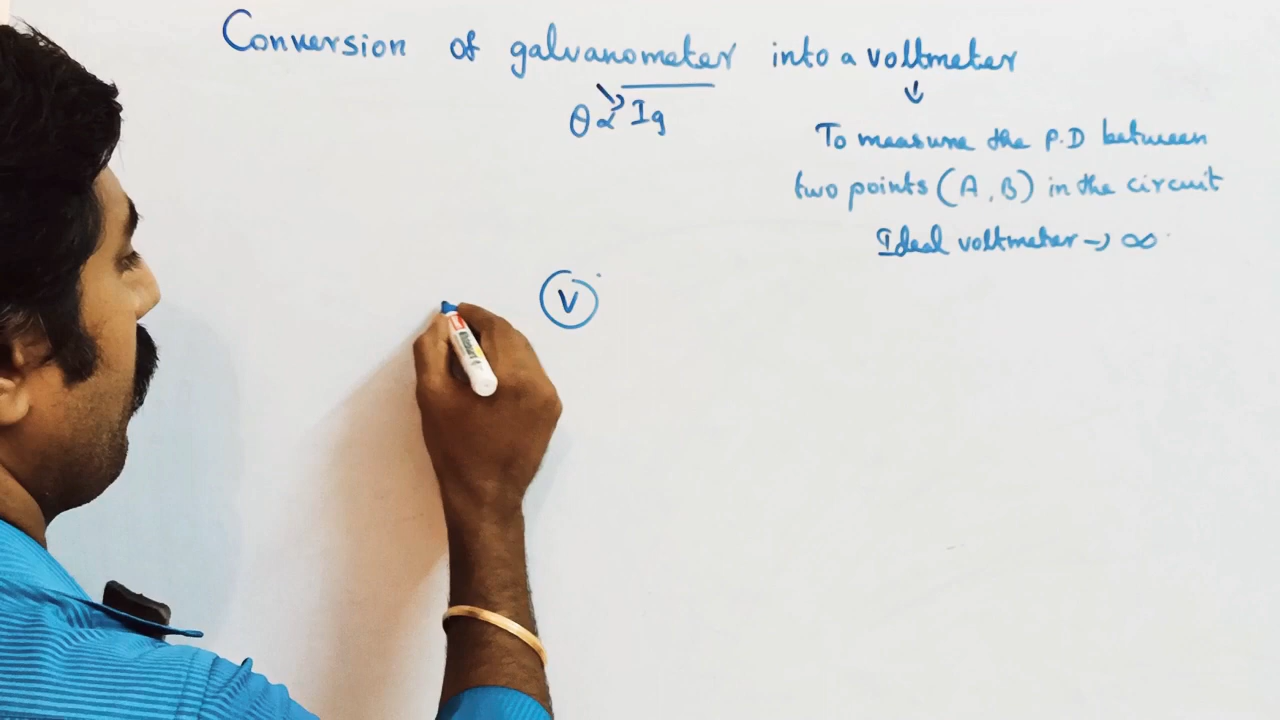 Conversion of galvanometer into a voltmeter
↓
θ ∝ Ig
To measure the P.D between
two points (A, B) in the circuit
Ideal voltmeter → ∞
V